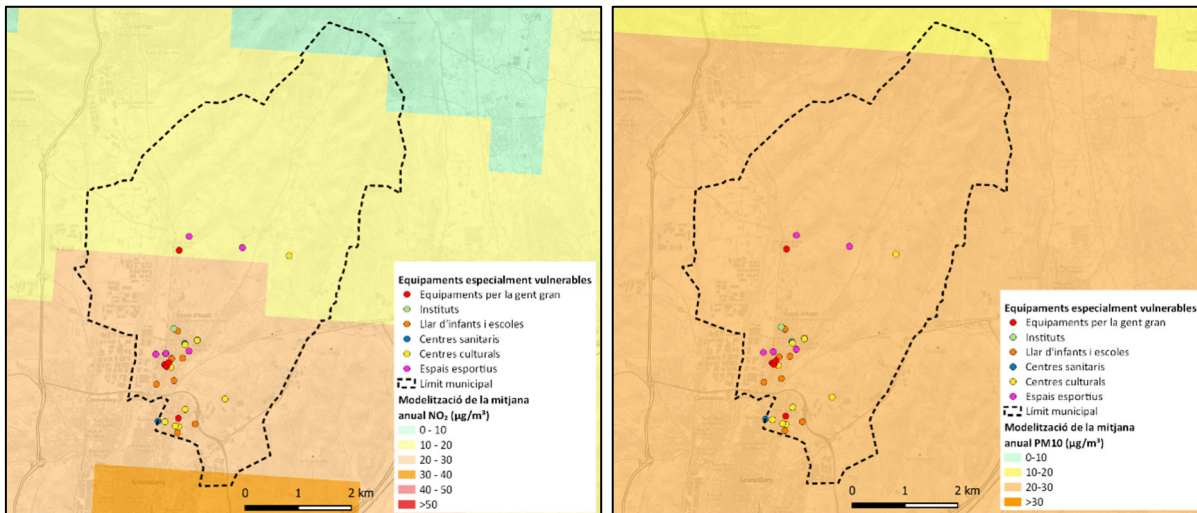 Equipaments especialment vulnerables
Equipaments per la gent gran
Instituts
Llar d'infants i escoles
Centres sanitaris
Centres culturals
Espais esportius
Límit municipal
Modelització de la mitjana
anual NO₂ (µg/m³)
0 - 10
10 - 20
20 - 30
30 - 40
40 - 50
>50
0 1 2 km
Granollers
Equipaments especialment vulnerables
Equipaments per la gent gran
Instituts
Llar d'infants i escoles
Centres sanitaris
Centres culturals
Espais esportius
Límit municipal
Modelització de la mitjana
anual PM10 (µg/m³)
0-10
10-20
20-30
>30
0 1 2 km
Granollers